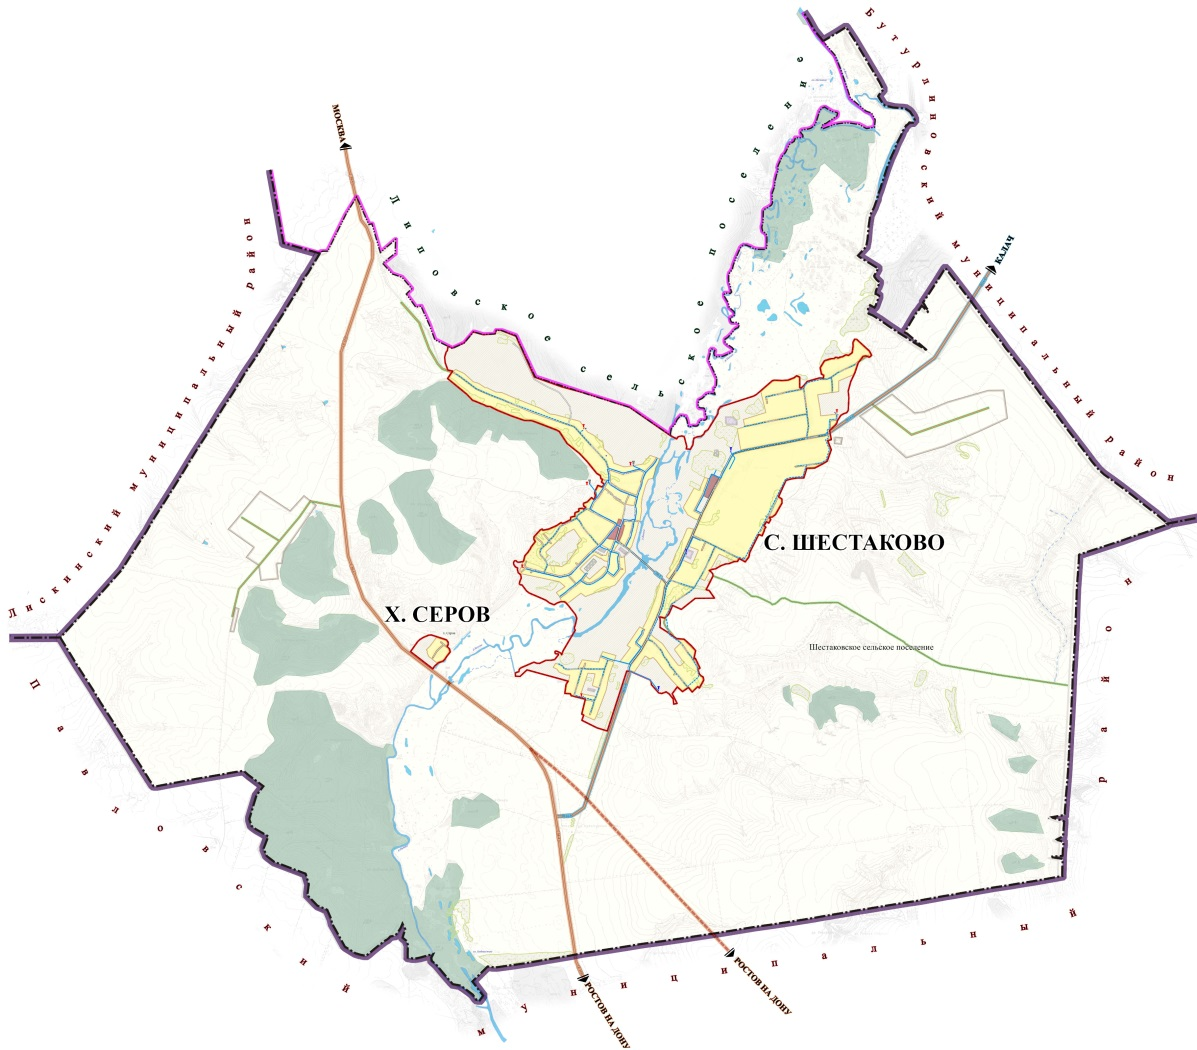 Бутурлиновский муниципальный район
МОСКВА
Липовское сельское поселение
КАЛАЧ
Лискинский муниципальный район
С. ШЕСТАКОВО
Х. СЕРОВ
Шестаковское сельское поселение
Павловский муниципальный район
РОСТОВ НА ДОНУ
РОСТОВ НА ДОНУ